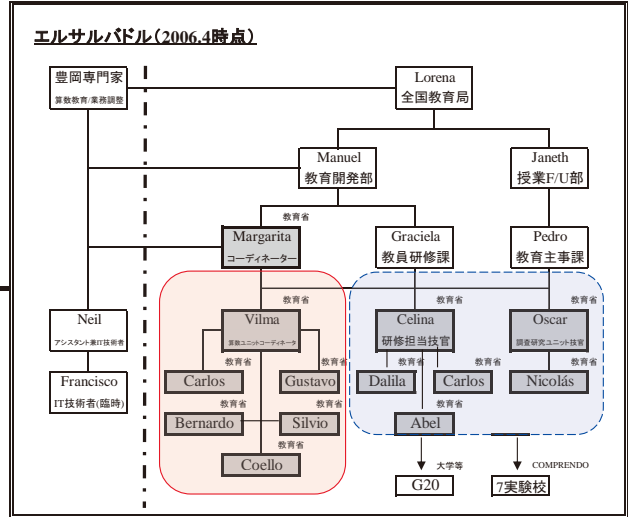 エルサルバドル(2006.4時点)
豊岡専門家
算数教育/業務調整
Lorena
全国教育局
Manuel
教育開発部
Janeth
授業F/U部
教育省
Margarita
コーディネーター
Graciela
教員研修課
Pedro
教育主事課
教育省
教育省
教育省
Neil
アシスタント兼IT技術者
Vilma
算数ユニットコーディネータ
Celina
研修担当技官
Oscar
調査研究ユニット技官
教育省
教育省
教育省
教育省
教育省
Francisco
IT技術者(臨時)
Carlos
Gustavo
Dalila
Carlos
Nicolás
教育省
教育省
教育省
Bernardo
Silvio
Abel
教育省
Coello
大学等
COMPRENDO
G20
7実験校